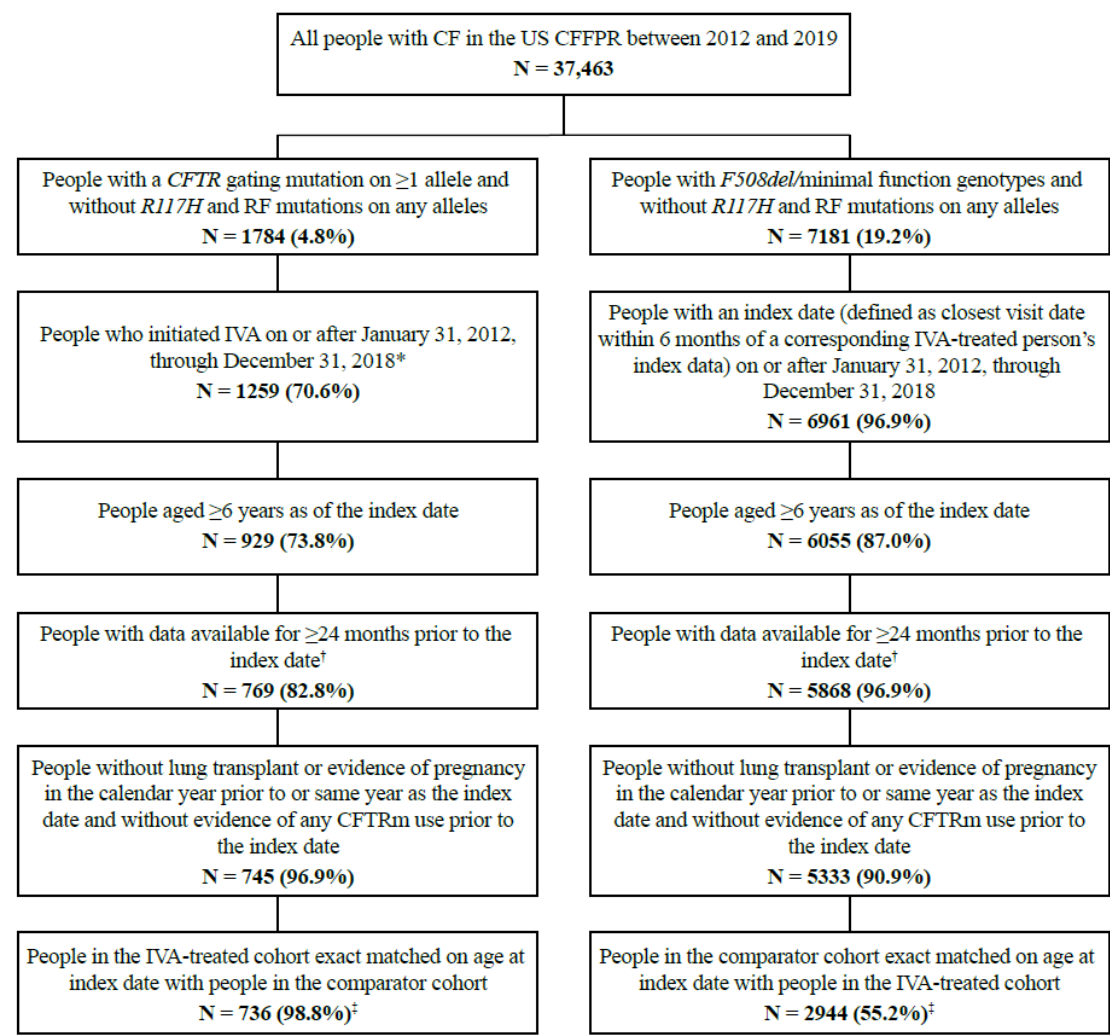 All people with CF in the US CFFPR between 2012 and 2019
N = 37,463
People with a CFTR gating mutation on ≥1 allele and
without R117H and RF mutations on any alleles
N = 1784 (4.8%)
People with F508del/minimal function genotypes and
without R117H and RF mutations on any alleles
N = 7181 (19.2%)
People who initiated IVA on or after January 31, 2012,
through December 31, 2018*
N = 1259 (70.6%)
People with an index date (defined as closest visit date
within 6 months of a corresponding IVA-treated person’s
index data) on or after January 31, 2012, through
December 31, 2018
N = 6961 (96.9%)
People aged ≥6 years as of the index date
N = 929 (73.8%)
People aged ≥6 years as of the index date
N = 6055 (87.0%)
People with data available for ≥24 months prior to the
index date†
N = 769 (82.8%)
People with data available for ≥24 months prior to the
index date†
N = 5868 (96.9%)
People without lung transplant or evidence of pregnancy
in the calendar year prior to or same year as the index
date and without evidence of any CFTRm use prior to
the index date
N = 745 (96.9%)
People without lung transplant or evidence of pregnancy
in the calendar year prior to or same year as the index
date and without evidence of any CFTRm use prior to
the index date
N = 5333 (90.9%)
People in the IVA-treated cohort exact matched on age at
index date with people in the comparator cohort
N = 736 (98.8%)‡
People in the comparator cohort exact matched on age at
index date with people in the IVA-treated cohort
N = 2944 (55.2%)‡